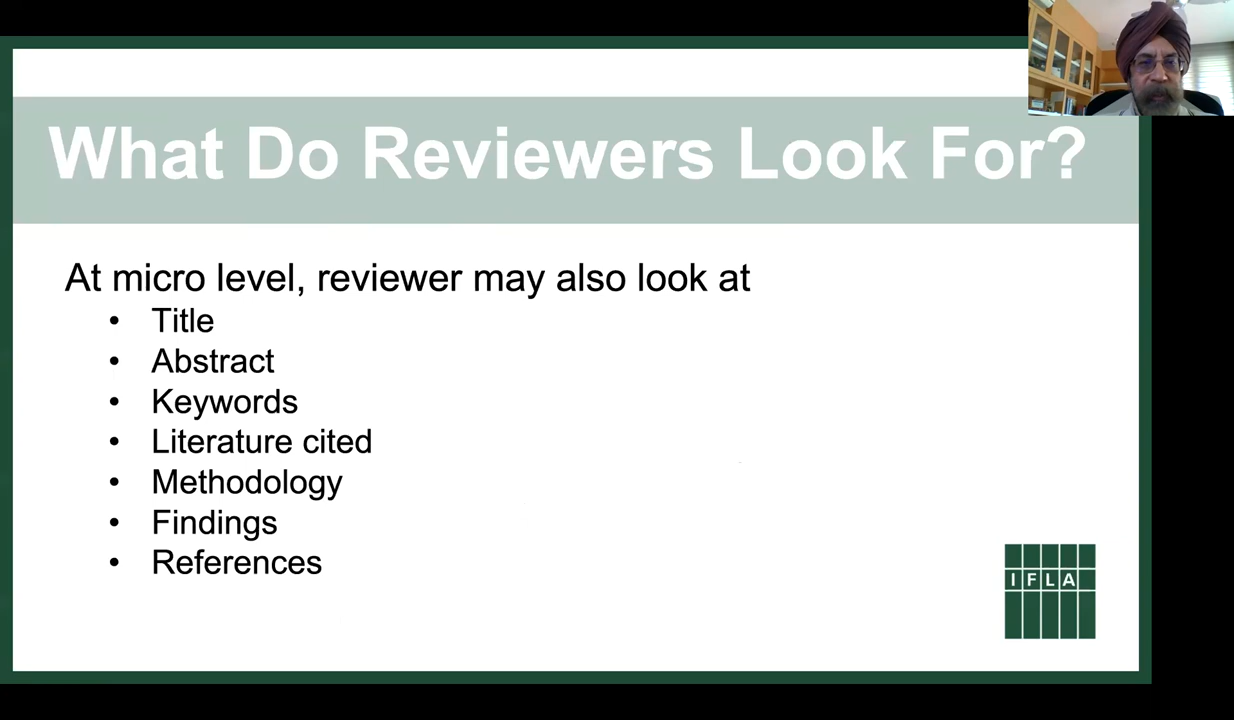 What Do Reviewers Look For?
At micro level, reviewer may also look at
• Title
• Abstract
• Keywords
• Literature cited
• Methodology
• Findings
• References
IFLA